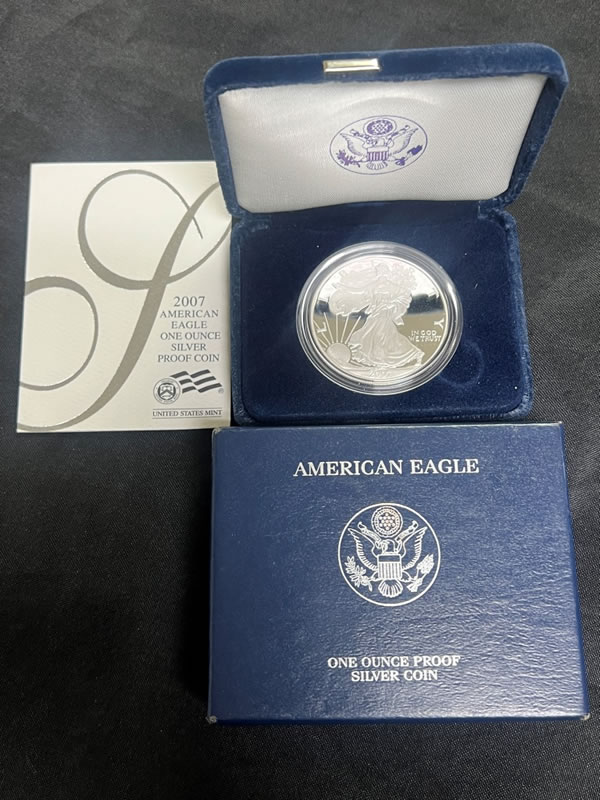 2007
AMERICAN
EAGLE
ONE OUNCE
SILVER
PROOF COIN
UNITED STATES MINT
L
Y
IN GOD
WE TRUST
AMERICAN EAGLE
ONE OUNCE PROOF
SILVER COIN